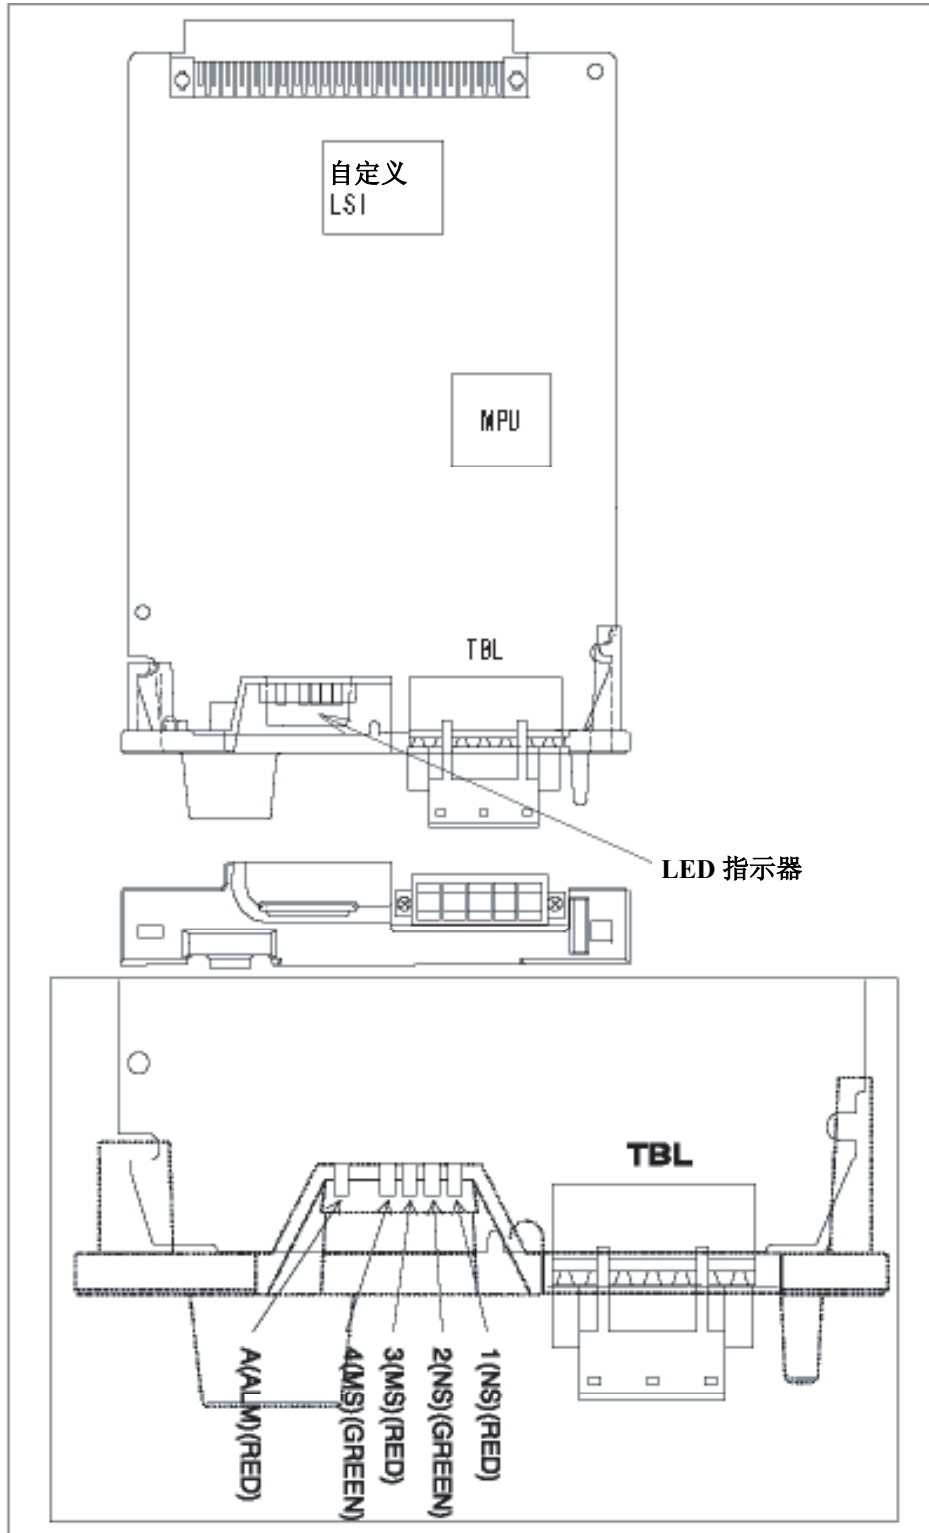 自定义
LSI
MPU
TBL
LED 指示器
TBL
A(ALM)(RED)
4(MS)(GREEN)
3(MS)(RED)
2(NS)(GREEN)
1(NS)(RED)